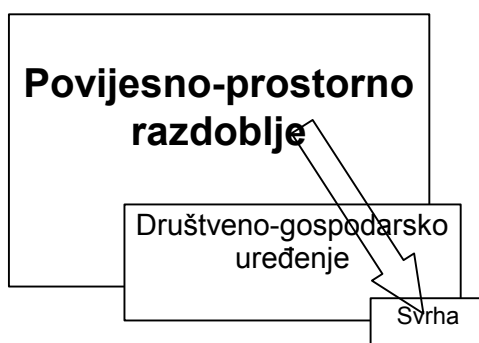 Povijesno-prostorno
razdoblje
Društveno-gospodarsko
uređenje
Svrha